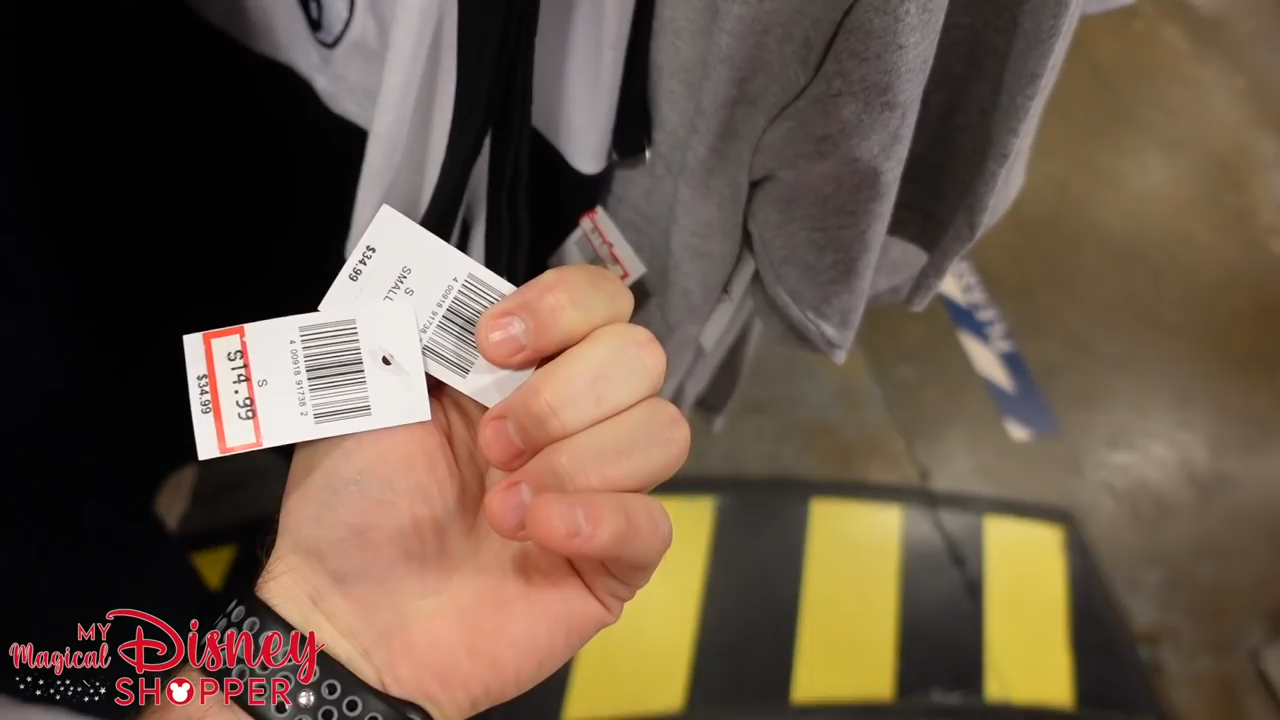 $34.99
S
SMALL
4 00918 91738
$14.99
$34.99
S
4 00918 91738 2
MY
Magical Disney
SHOPPER